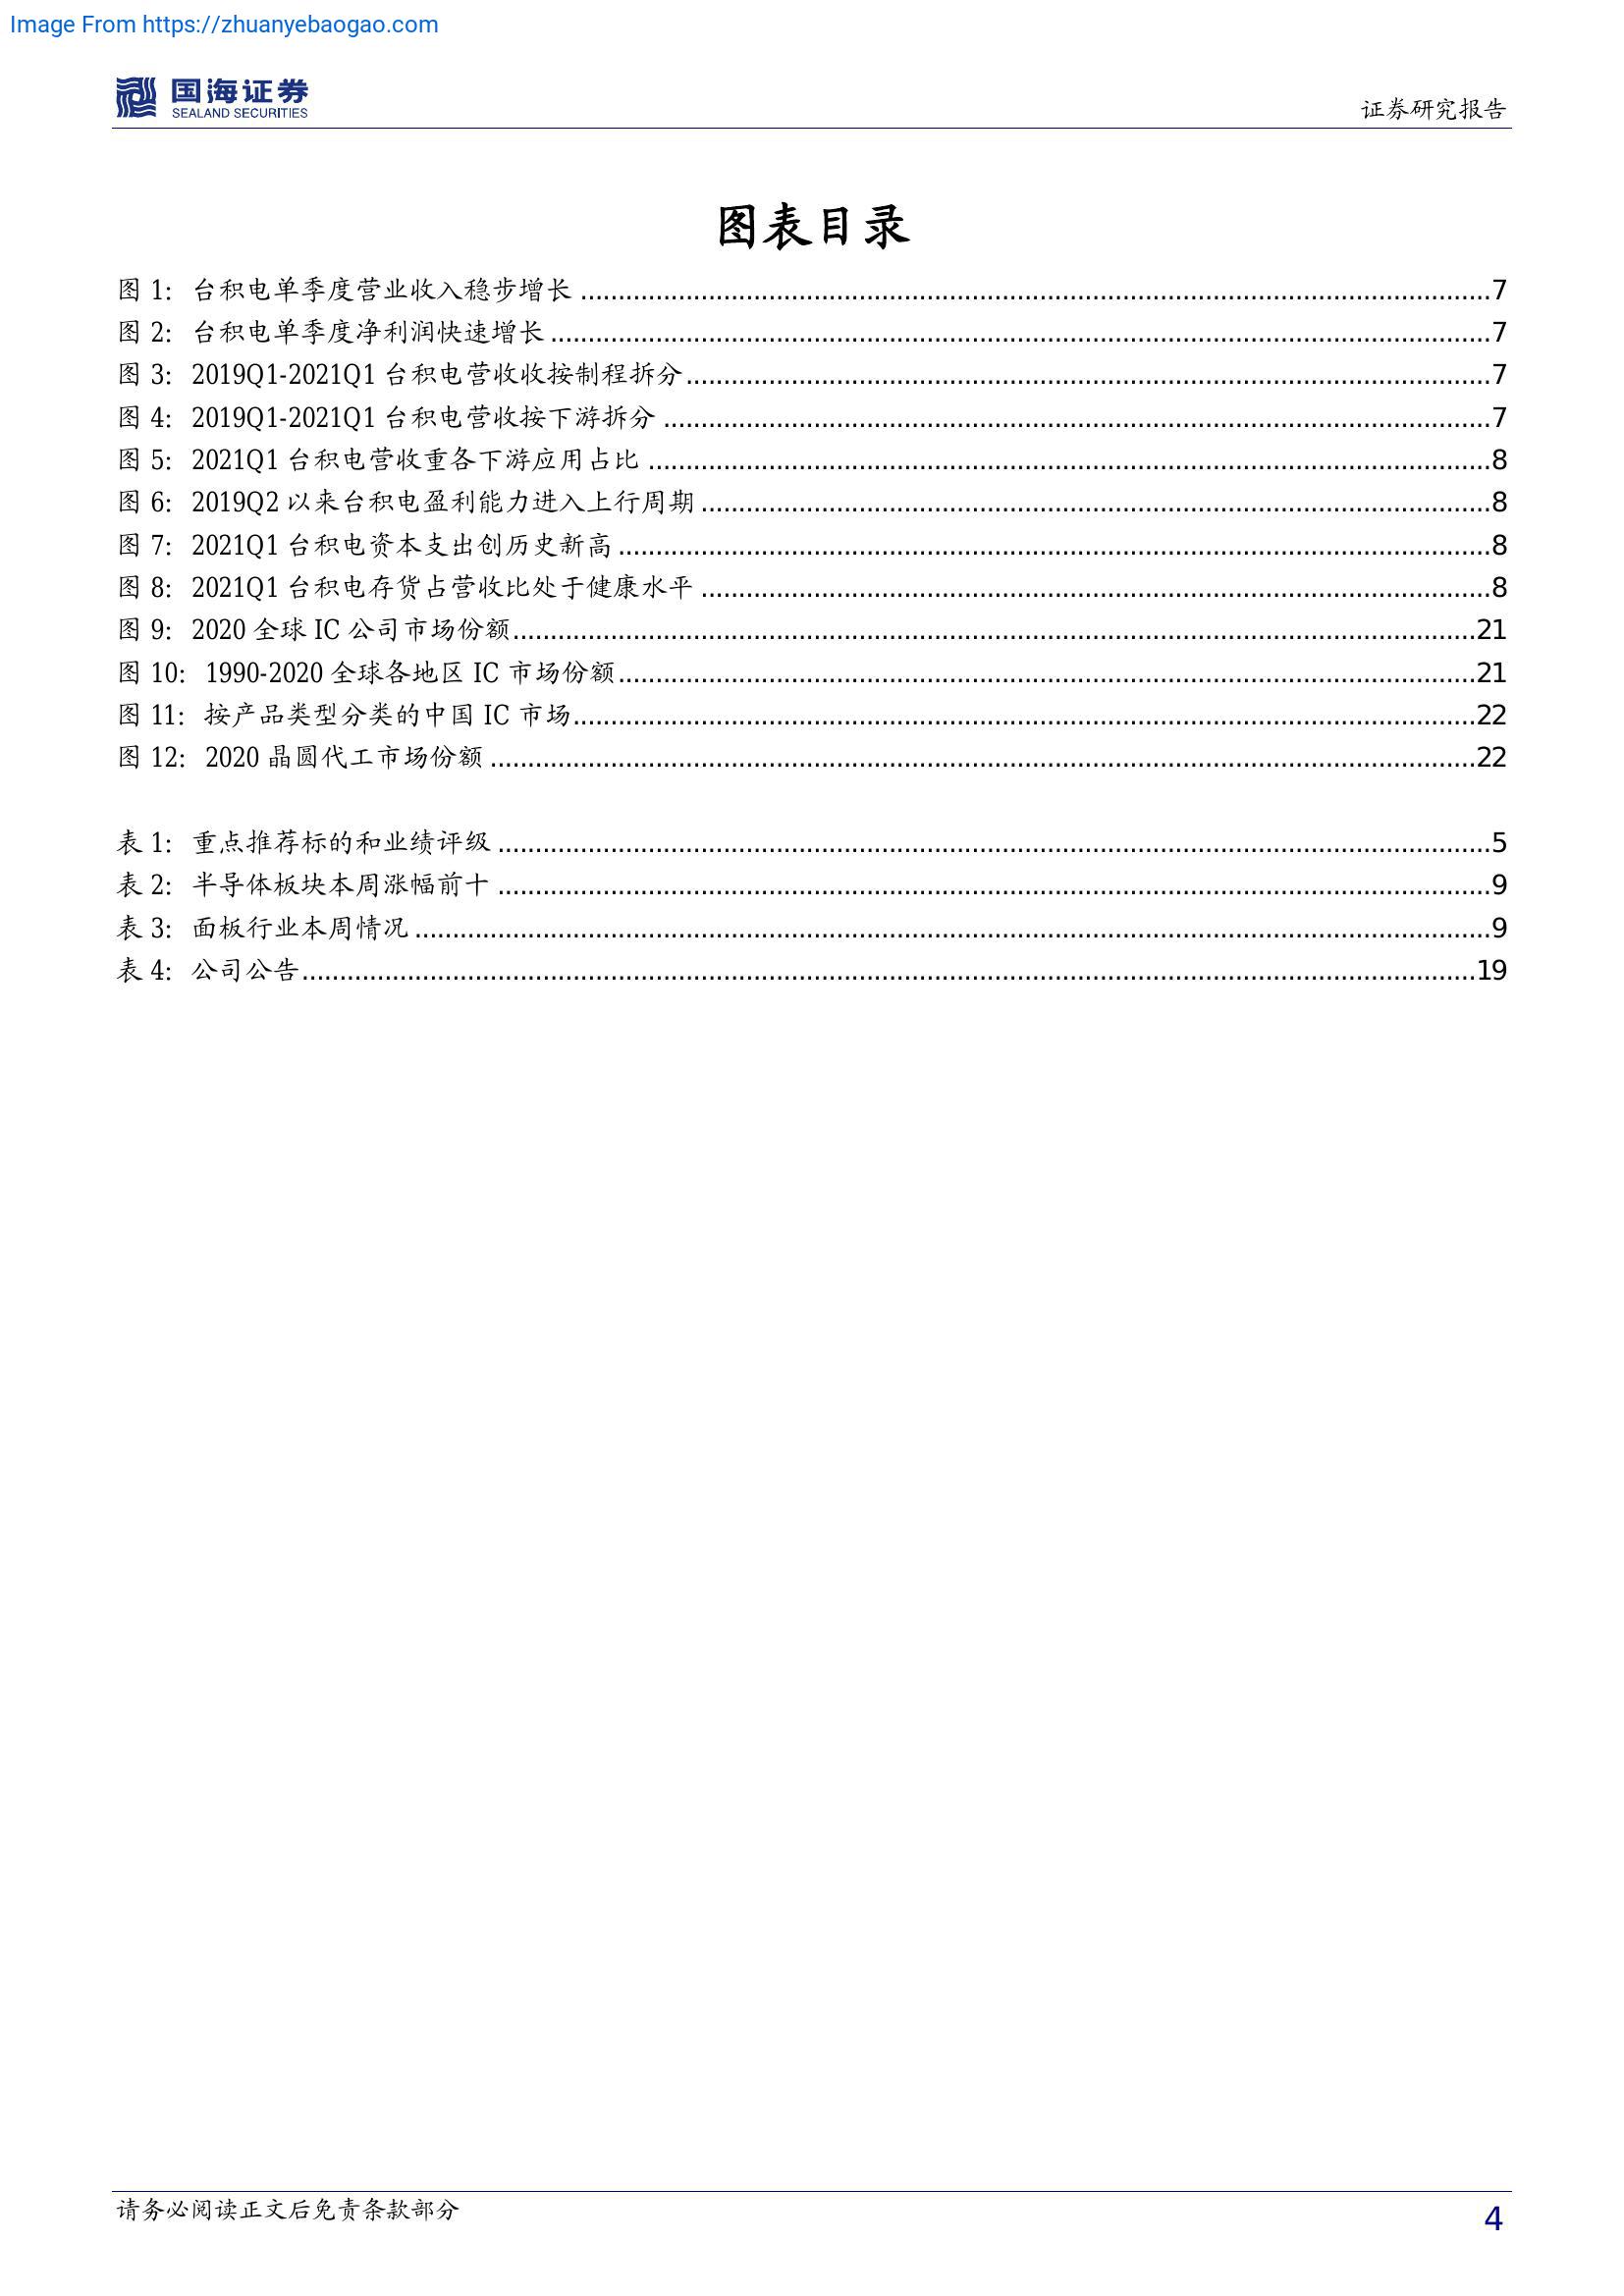 Image From https://zhuanyebaogao.com
国海证券
SEALAND SECURITIES
证券研究报告
图表目录
图 1: 台积电单季度营业收入稳步增长 ........ 7
图 2: 台积电单季度净利润快速增长 ........ 7
图 3: 2019Q1-2021Q1 台积电营收收按制程拆分 ........ 7
图 4: 2019Q1-2021Q1 台积电营收按下游拆分 ........ 7
图 5: 2021Q1 台积电营收重各下游应用占比 ........ 8
图 6: 2019Q2 以来台积电盈利能力进入上行周期 ........ 8
图 7: 2021Q1 台积电资本支出创历史新高 ........ 8
图 8: 2021Q1 台积电存货占营收比处于健康水平 ........ 8
图 9: 2020 全球 IC 公司市场份额 ........ 21
图 10: 1990-2020 全球各地区 IC 市场份额 ........ 21
图 11: 按产品类型分类的中国 IC 市场 ........ 22
图 12: 2020 晶圆代工市场份额 ........ 22
表 1: 重点推荐标的和业绩评级 ........ 5
表 2: 半导体板块本周涨幅前十 ........ 9
表 3: 面板行业本周情况 ........ 9
表 4: 公司公告 ........ 19
请务必阅读正文后免责条款部分
4